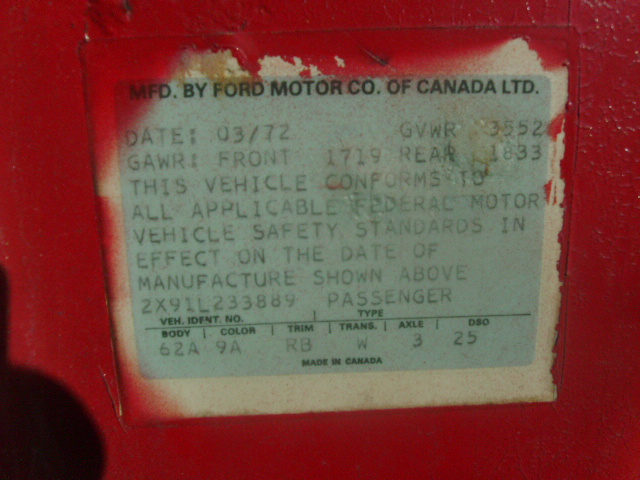 MFD. BY FORD MOTOR CO. OF CANADA LTD.
DATE: 03/72 GVWR 3552
GAWR: FRONT 1719 REAR 1833
THIS VEHICLE CONFORMS TO
ALL APPLICABLE FEDERAL MOTOR
VEHICLE SAFETY STANDARDS IN
EFFECT ON THE DATE OF
MANUFACTURE SHOWN ABOVE
2X91L233889 PASSENGER
VEH. IDENT. NO. TYPE
BODY COLOR TRIM TRANS. AXLE DSO
62A 9A RB W 3 25
MADE IN CANADA